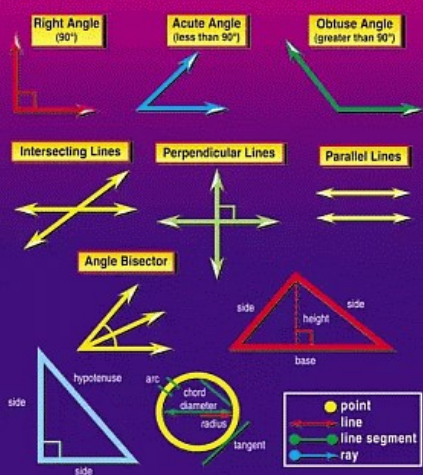 Right Angle
(90°)
Acute Angle
(less than 90°)
Obtuse Angle
(greater than 90°)
Intersecting Lines
Perpendicular Lines
Parallel Lines
Angle Bisector
side
side
height
base
side
hypotenuse
side
arc
chord
diameter
radius
tangent
point
line
line segment
ray